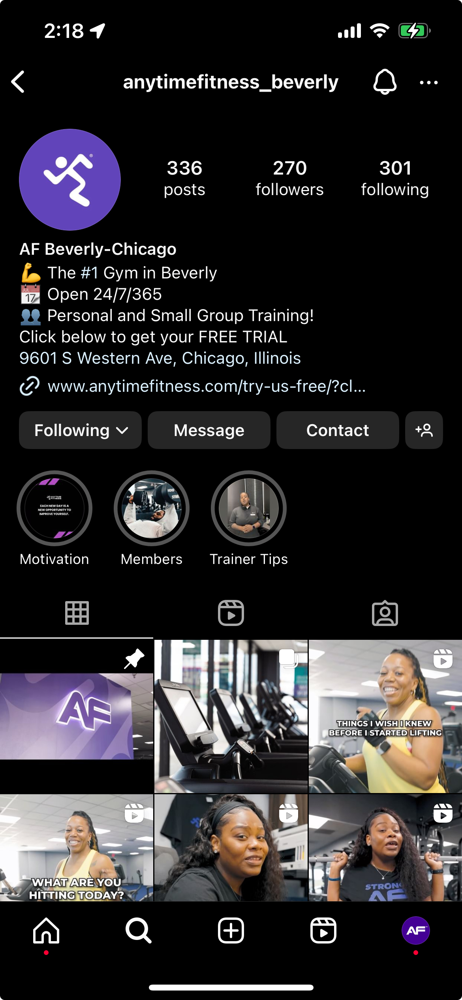 2:18
anytimefitness_beverly
336 270 301
posts followers following
AF Beverly-Chicago
💪 The #1 Gym in Beverly
📆 Open 24/7/365
👥 Personal and Small Group Training!
Click below to get your FREE TRIAL
9601 S Western Ave, Chicago, Illinois
www.anytimefitness.com/try-us-free/?cl...
Following Message Contact
ANYTIME
FITNESS
EACH NEW DAY IS A
NEW OPPORTUNITY TO
IMPROVE YOURSELF.
100
STRE
Motivation Members Trainer Tips
AF
THINGS I WISH I KNEW
BEFORE I STARTED LIFTING
WHAT ARE YOU
HITTING TODAY?
STRONG
AF
AF